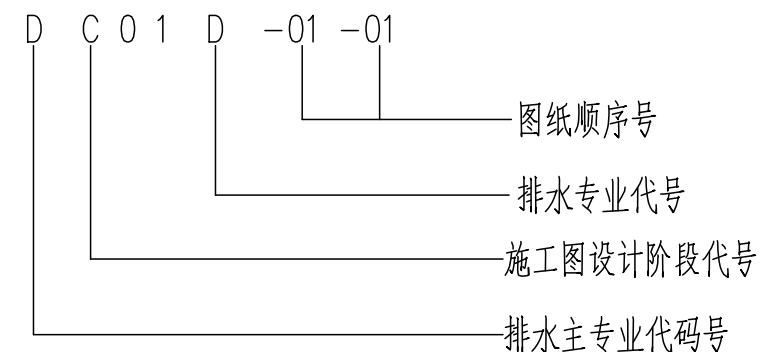 D C 0 1 D -01 -01
图纸顺序号
排水专业代号
施工图设计阶段代号
排水主专业代码号